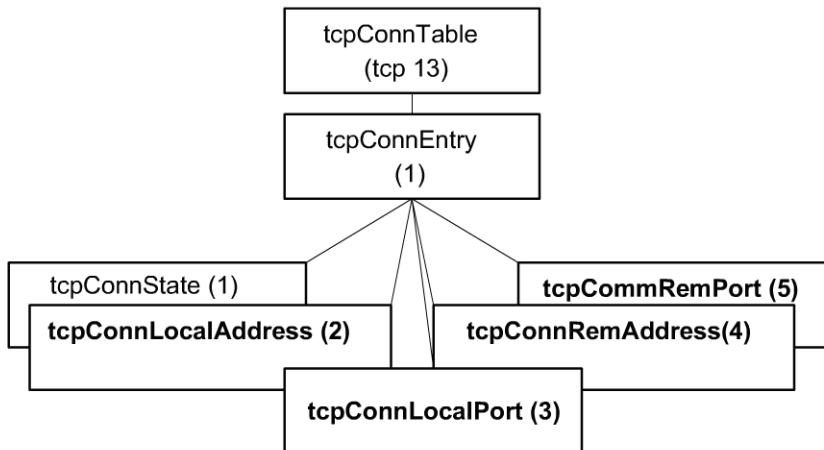 tcpConnTable
(tcp 13)
tcpConnEntry
(1)
tcpConnState (1)
tcpCommRemPort (5)
tcpConnLocalAddress (2)
tcpConnRemAddress(4)
tcpConnLocalPort (3)